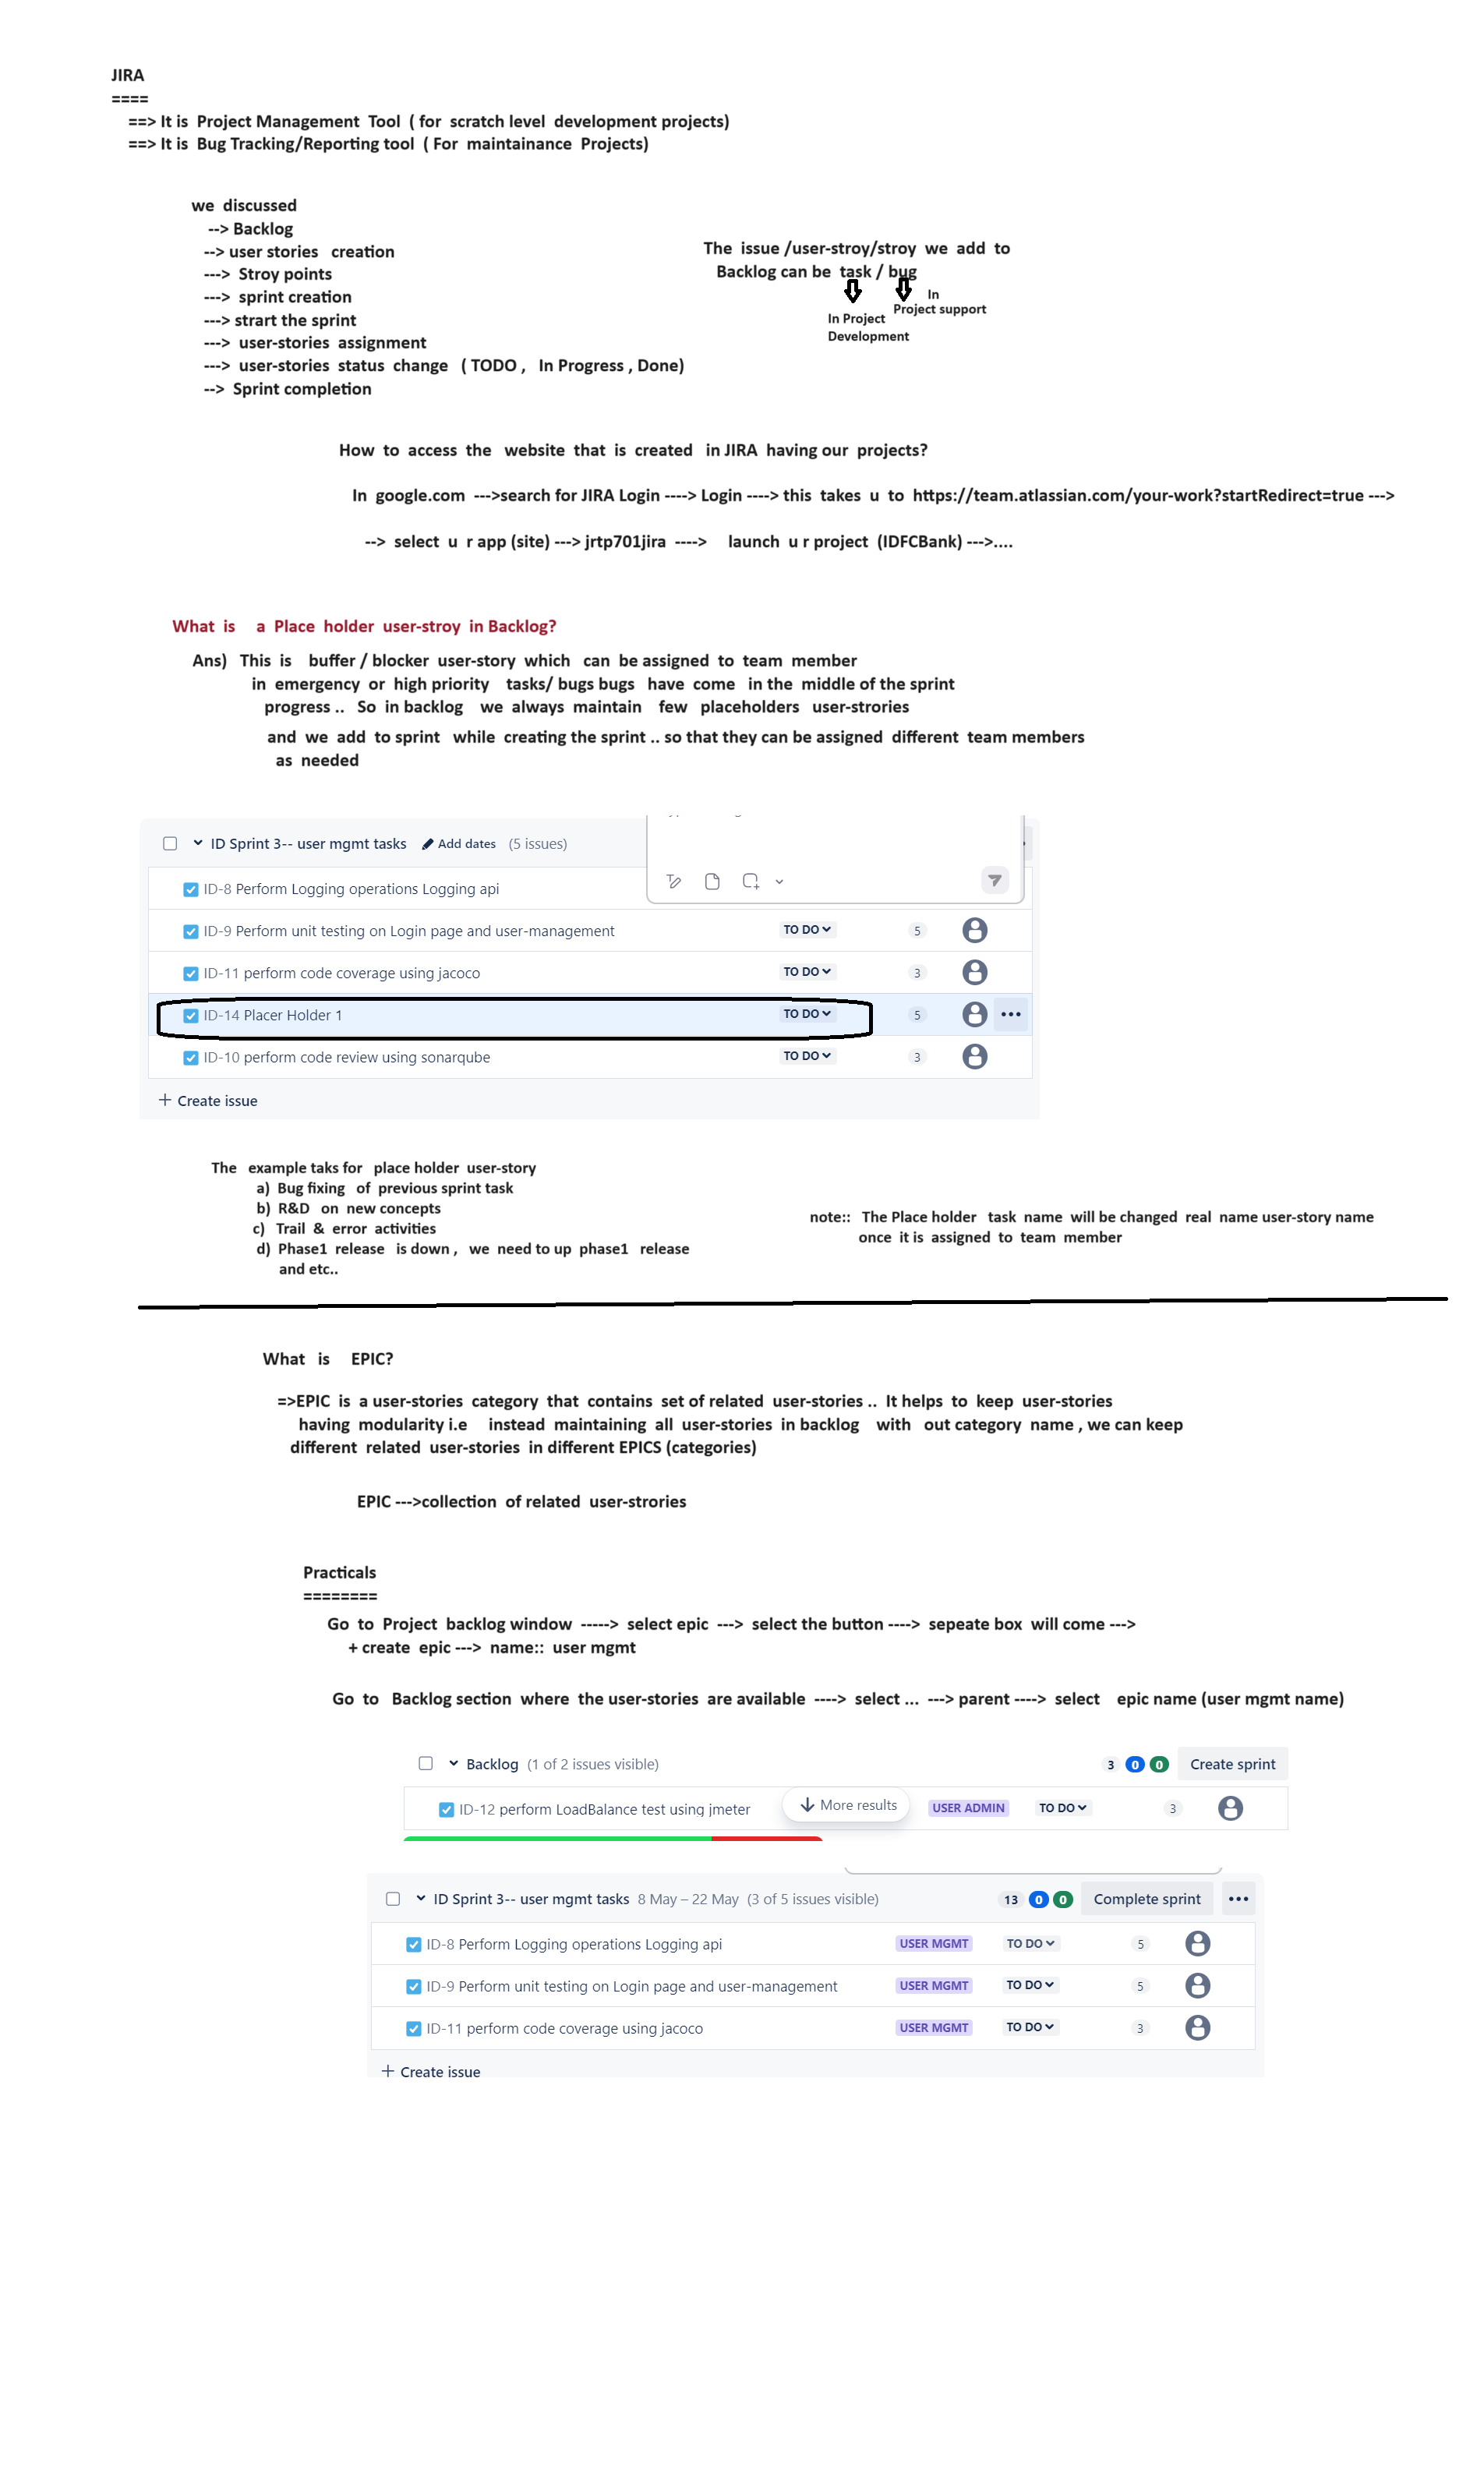 JIRA
====
==> It is Project Management Tool ( for scratch level development projects)
==> It is Bug Tracking/Reporting tool ( For maintainance Projects)
we discussed
--> Backlog
--> user stories creation
---> Stroy points
---> sprint creation
---> strart the sprint
---> user-stories assignment
---> user-stories status change ( TODO , In Progress , Done)
--> Sprint completion
The issue /user-stroy/stroy we add to
Backlog can be task / bug
In
Project support
In Project
Development
How to access the website that is created in JIRA having our projects?
In google.com --->search for JIRA Login ----> Login ----> this takes u to https://team.atlassian.com/your-work?startRedirect=true --->
--> select u r app (site) ---> jrtp701jira ----> launch u r project (IDFCBank) --->....
What is a Place holder user-stroy in Backlog?
Ans) This is buffer / blocker user-story which can be assigned to team member
in emergency or high priority tasks/ bugs bugs have come in the middle of the sprint
progress .. So in backlog we always maintain few placeholders user-strories
and we add to sprint while creating the sprint .. so that they can be assigned different team members
as needed
ID Sprint 3-- user mgmt tasks Add dates (5 issues)
ID-8 Perform Logging operations Logging api
ID-9 Perform unit testing on Login page and user-management TO DO 5
ID-11 perform code coverage using jacoco TO DO 3
ID-14 Placer Holder 1 TO DO 5 •••
ID-10 perform code review using sonarqube TO DO 3
+ Create issue
The example taks for place holder user-story
a) Bug fixing of previous sprint task
b) R&D on new concepts
c) Trail & error activities
d) Phase1 release is down , we need to up phase1 release
and etc..
note:: The Place holder task name will be changed real name user-story name
once it is assigned to team member
What is EPIC?
=>EPIC is a user-stories category that contains set of related user-stories .. It helps to keep user-stories
having modularity i.e instead maintaining all user-stories in backlog with out category name , we can keep
different related user-stories in different EPICS (categories)
EPIC --->collection of related user-strories
Practicals
========
Go to Project backlog window -----> select epic ---> select the button ----> sepeate box will come --->
+ create epic ---> name:: user mgmt
Go to Backlog section where the user-stories are available ----> select ... ---> parent ----> select epic name (user mgmt name)
Backlog (1 of 2 issues visible) 3 0 0 Create sprint
ID-12 perform LoadBalance test using jmeter More results USER ADMIN TO DO 3
ID Sprint 3-- user mgmt tasks 8 May – 22 May (3 of 5 issues visible) 13 0 0 Complete sprint •••
ID-8 Perform Logging operations Logging api USER MGMT TO DO 5
ID-9 Perform unit testing on Login page and user-management USER MGMT TO DO 5
ID-11 perform code coverage using jacoco USER MGMT TO DO 3
+ Create issue